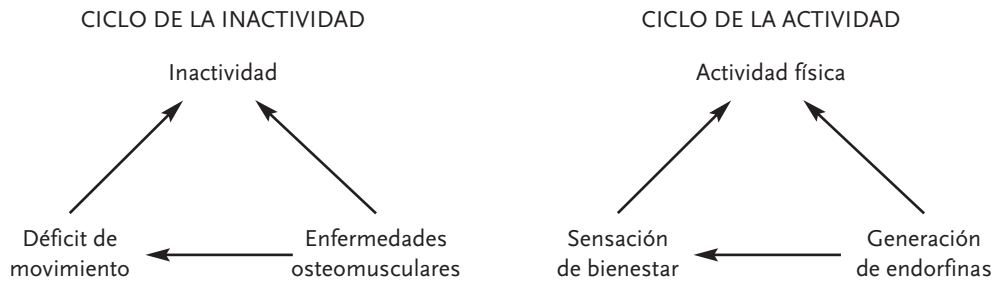 CICLO DE LA INACTIVIDAD
Inactividad
Déficit de
movimiento
Enfermedades
osteomusculares
CICLO DE LA ACTIVIDAD
Actividad física
Sensación
de bienestar
Generación
de endorfinas